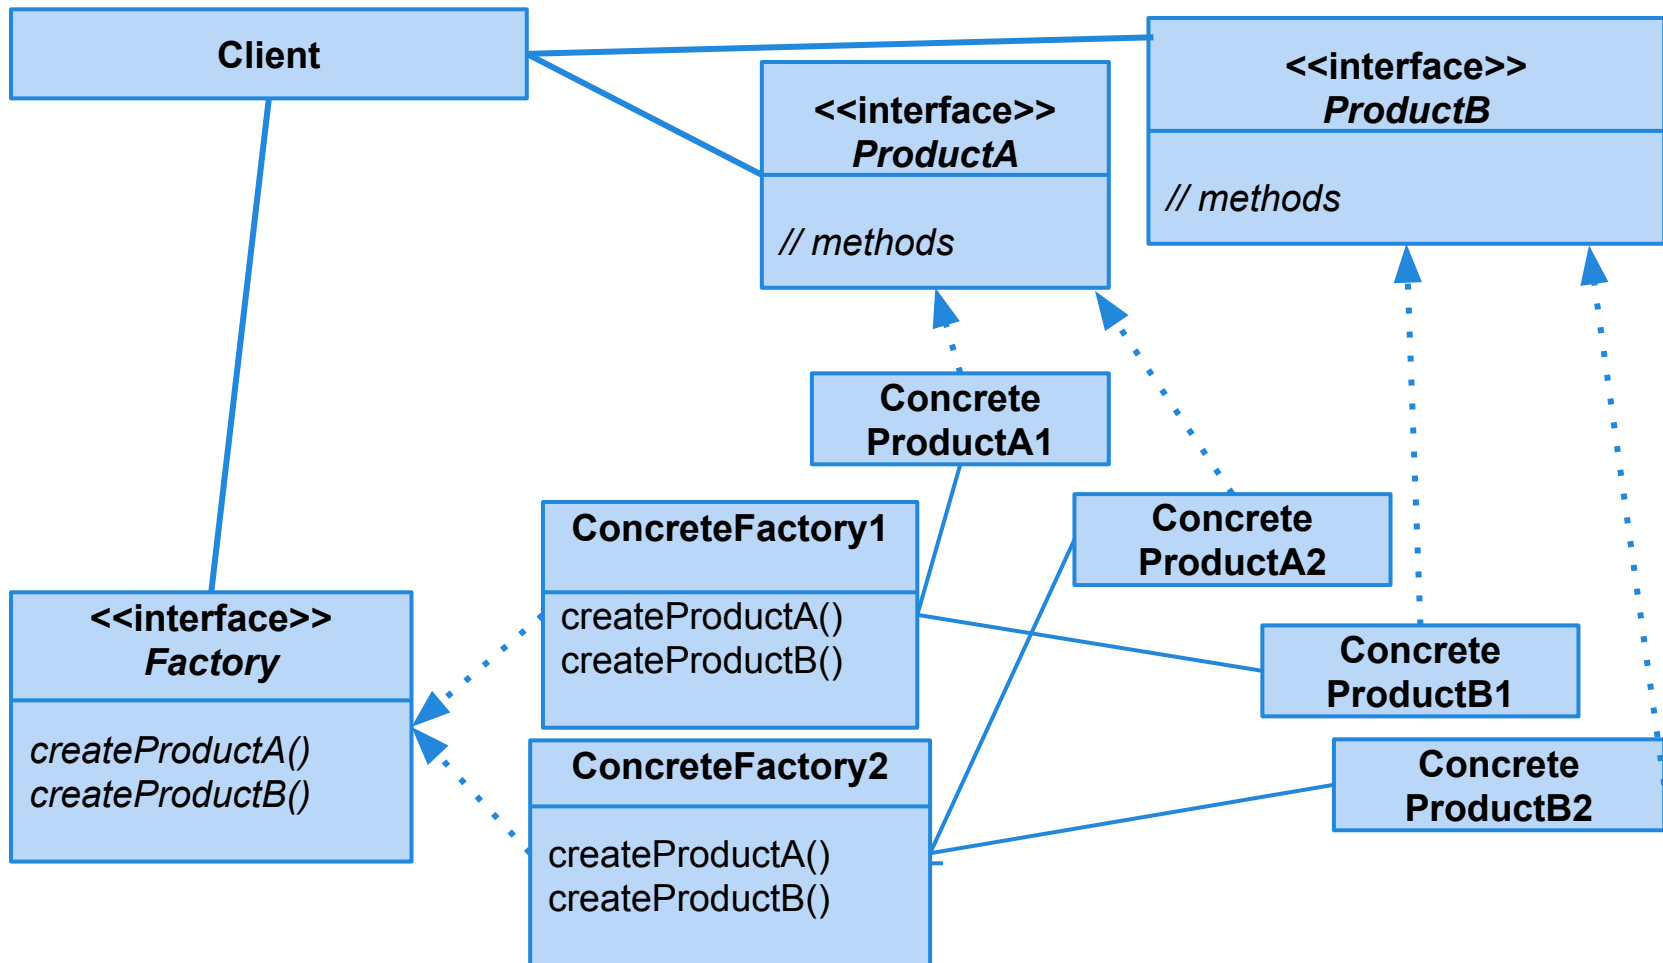 Client
<<interface>>
ProductB
// methods
<<interface>>
ProductA
// methods
Concrete
ProductA1
ConcreteFactory1
createProductA()
createProductB()
Concrete
ProductA2
<<interface>>
Factory
createProductA()
createProductB()
Concrete
ProductB1
ConcreteFactory2
createProductA()
createProductB()
Concrete
ProductB2